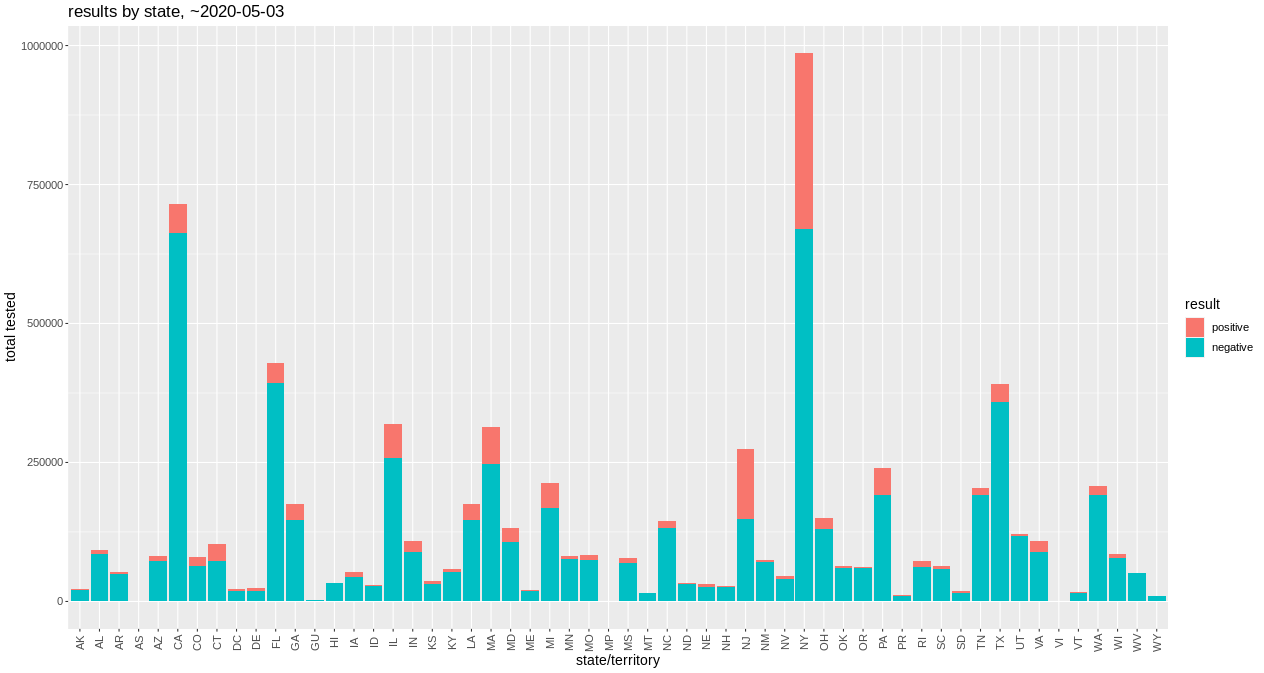 results by state, ~2020-05-03
total tested
1000000
750000
500000
250000
0
AK AL AR AS AZ CA CO CT DC DE FL GA GU HI IA ID IL IN KS KY LA MA MD ME MI MN MO MP MS MT NC ND NE NH NJ NM NV NY OH OK OR PA PR RI SC SD TN TX UT VA VI VT WA WI WV WY
state/territory
result
positive
negative